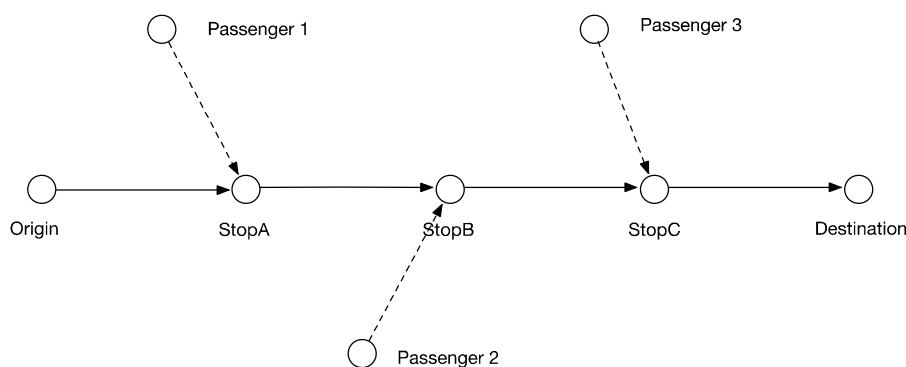 Passenger 1
Passenger 3
Origin
StopA
StopB
StopC
Destination
Passenger 2